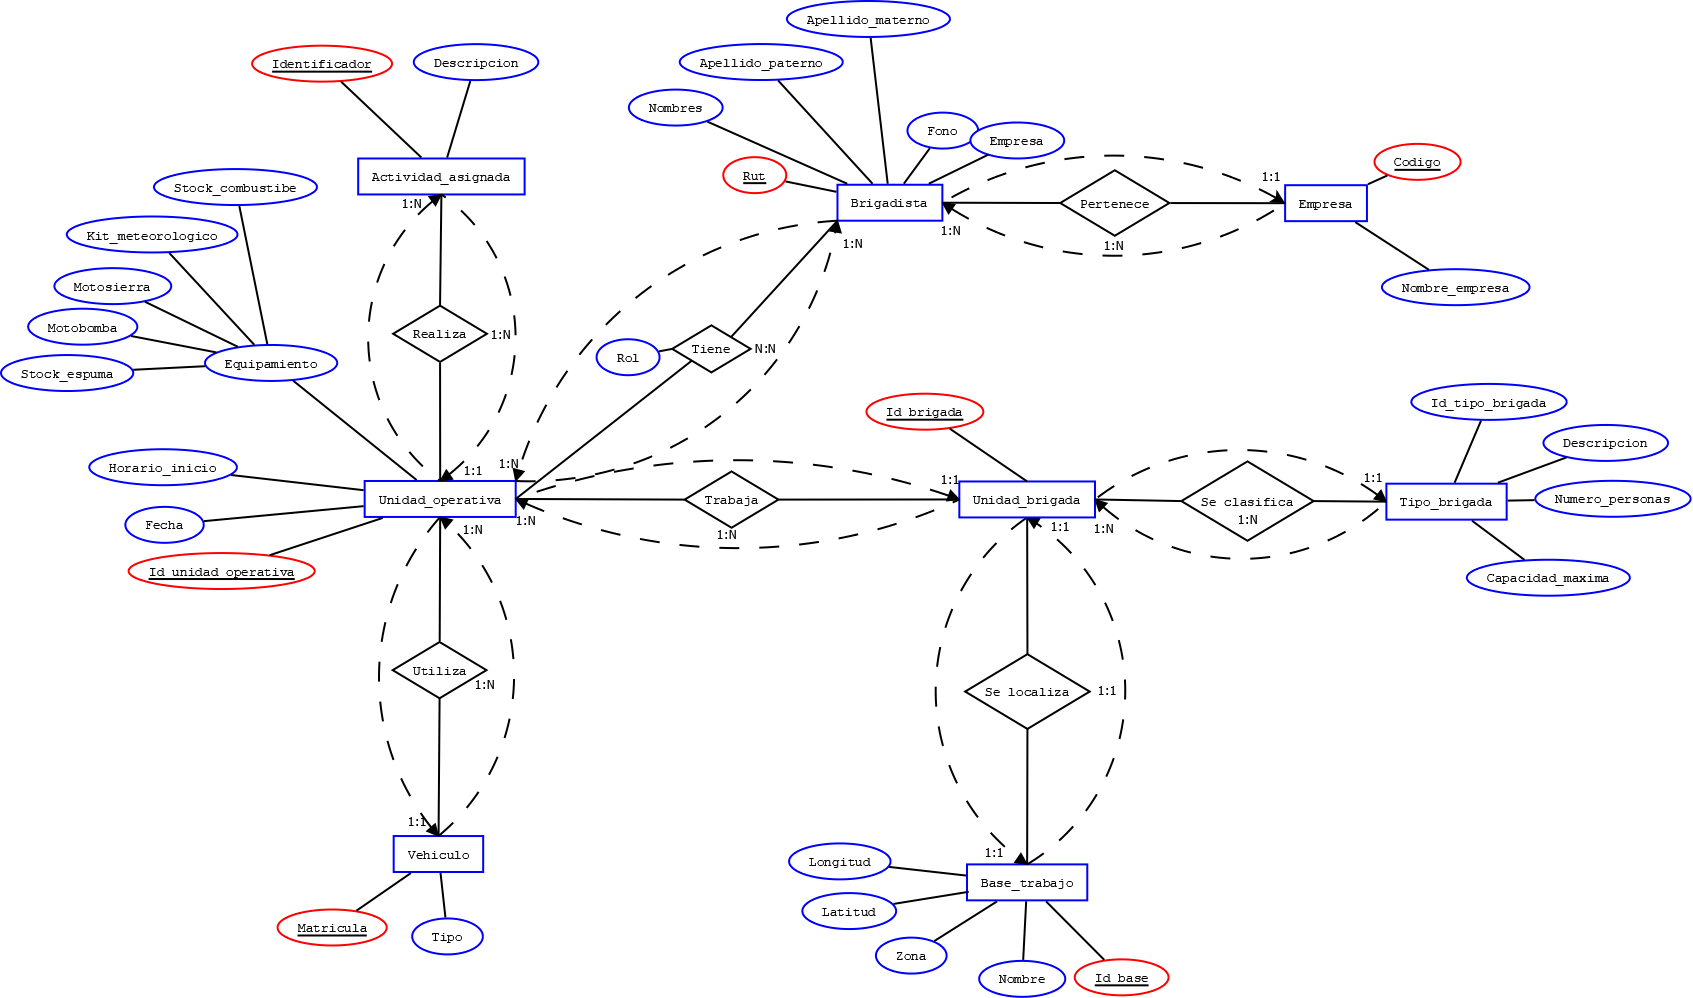 Apellido_materno
Identificador
Descripcion
Apellido_paterno
Nombres
Fono
Empresa
Codigo
Rut
Actividad_asignada
1:N
Stock_combustibe
Brigadista
1:N
1:N
Pertenece
1:N
1:1
Empresa
Kit_meteorologico
Motosierra
Motobomba
Stock_espuma
Equipamiento
Realiza
1:N
Rol
Tiene
N:N
Nombre_empresa
Id_brigada
Id_tipo_brigada
Descripcion
Numero_personas
Capacidad_maxima
Horario_inicio
Fecha
Id_unidad_operativa
1:1
1:N
Unidad_operativa
1:N
1:N
Trabaja
1:N
1:1
Unidad_brigada
1:1
1:N
Se clasifica
1:N
1:1
Tipo_brigada
Utiliza
1:N
Se localiza
1:1
1:1
Vehiculo
Matricula
Tipo
1:1
Base_trabajo
Longitud
Latitud
Zona
Nombre
Id_base